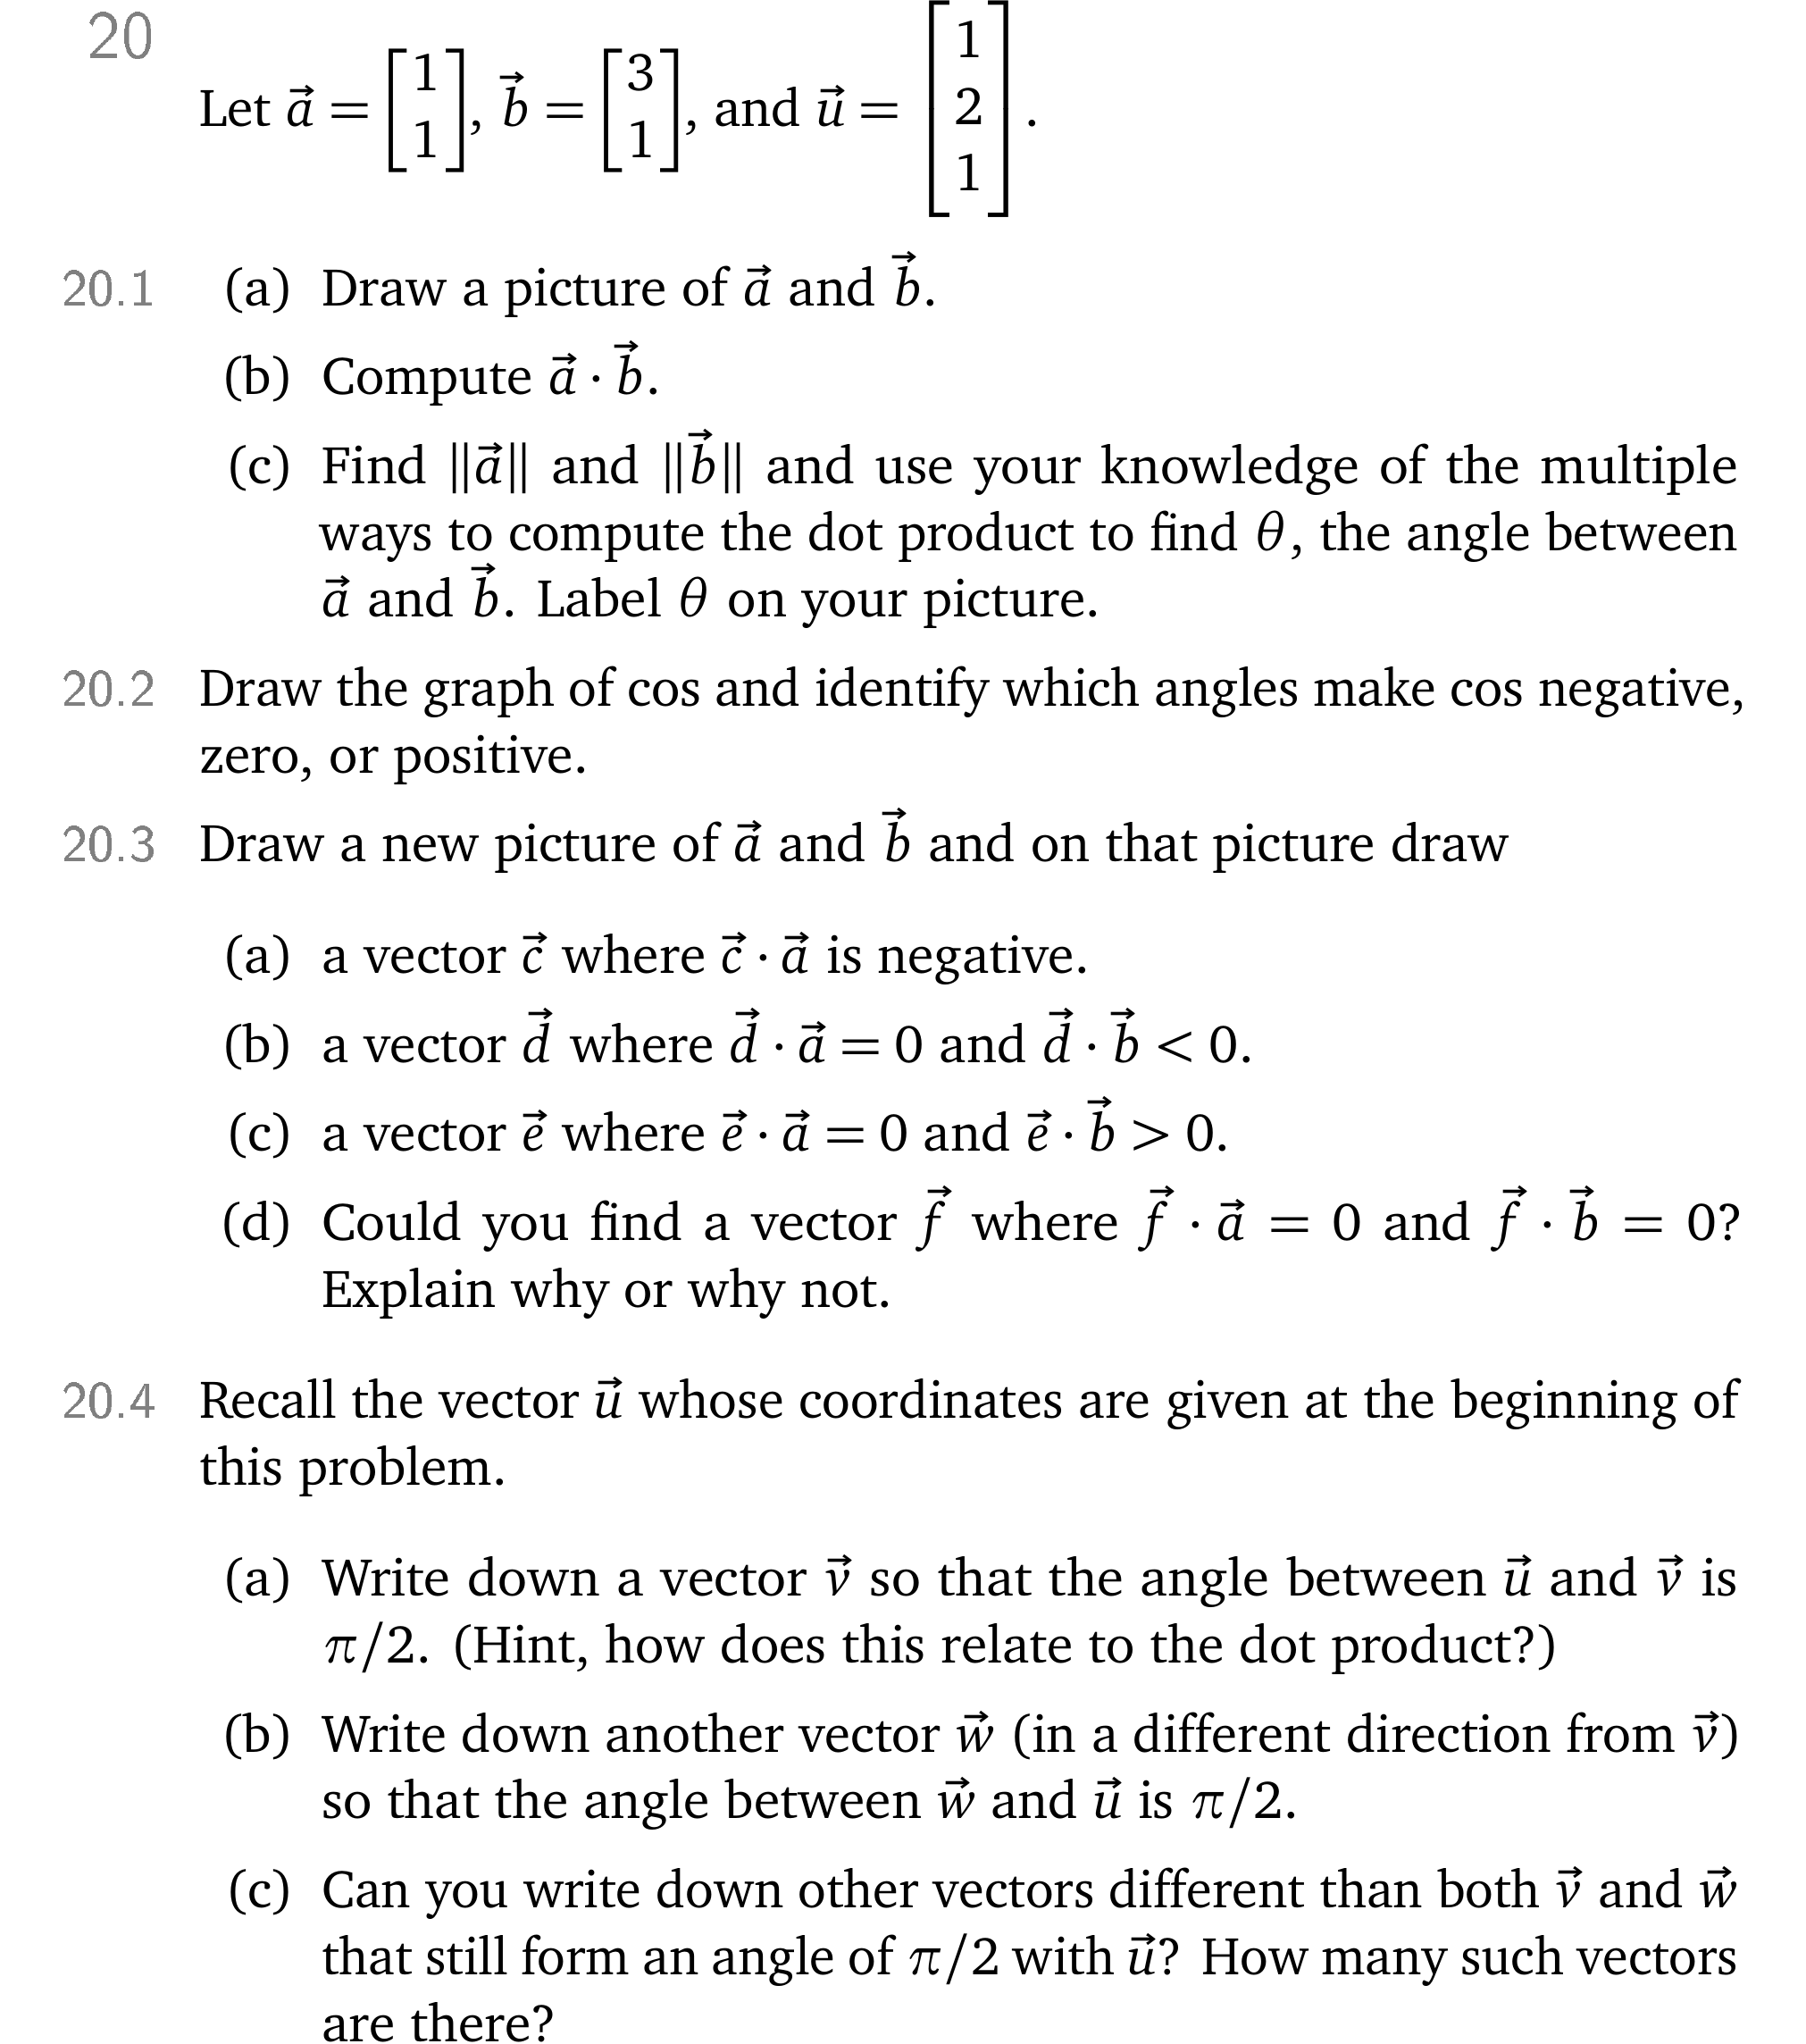 20
Let $\vec{a} = \begin{bmatrix} 1 \\ 1 \end{bmatrix}$, $\vec{b} = \begin{bmatrix} 3 \\ 1 \end{bmatrix}$, and $\vec{u} = \begin{bmatrix} 1 \\ 2 \\ 1 \end{bmatrix}$.
20.1 (a) Draw a picture of $\vec{a}$ and $\vec{b}$.
(b) Compute $\vec{a} \cdot \vec{b}$.
(c) Find $\|\vec{a}\|$ and $\|\vec{b}\|$ and use your knowledge of the multiple
ways to compute the dot product to find $\theta$, the angle between
$\vec{a}$ and $\vec{b}$. Label $\theta$ on your picture.
20.2 Draw the graph of cos and identify which angles make cos negative,
zero, or positive.
20.3 Draw a new picture of $\vec{a}$ and $\vec{b}$ and on that picture draw
(a) a vector $\vec{c}$ where $\vec{c} \cdot \vec{a}$ is negative.
(b) a vector $\vec{d}$ where $\vec{d} \cdot \vec{a} = 0$ and $\vec{d} \cdot \vec{b} < 0$.
(c) a vector $\vec{e}$ where $\vec{e} \cdot \vec{a} = 0$ and $\vec{e} \cdot \vec{b} > 0$.
(d) Could you find a vector $\vec{f}$ where $\vec{f} \cdot \vec{a} = 0$ and $\vec{f} \cdot \vec{b} = 0$?
Explain why or why not.
20.4 Recall the vector $\vec{u}$ whose coordinates are given at the beginning of
this problem.
(a) Write down a vector $\vec{v}$ so that the angle between $\vec{u}$ and $\vec{v}$ is
$\pi/2$. (Hint, how does this relate to the dot product?)
(b) Write down another vector $\vec{w}$ (in a different direction from $\vec{v}$)
so that the angle between $\vec{w}$ and $\vec{u}$ is $\pi/2$.
(c) Can you write down other vectors different than both $\vec{v}$ and $\vec{w}$
that still form an angle of $\pi/2$ with $\vec{u}$? How many such vectors
are there?